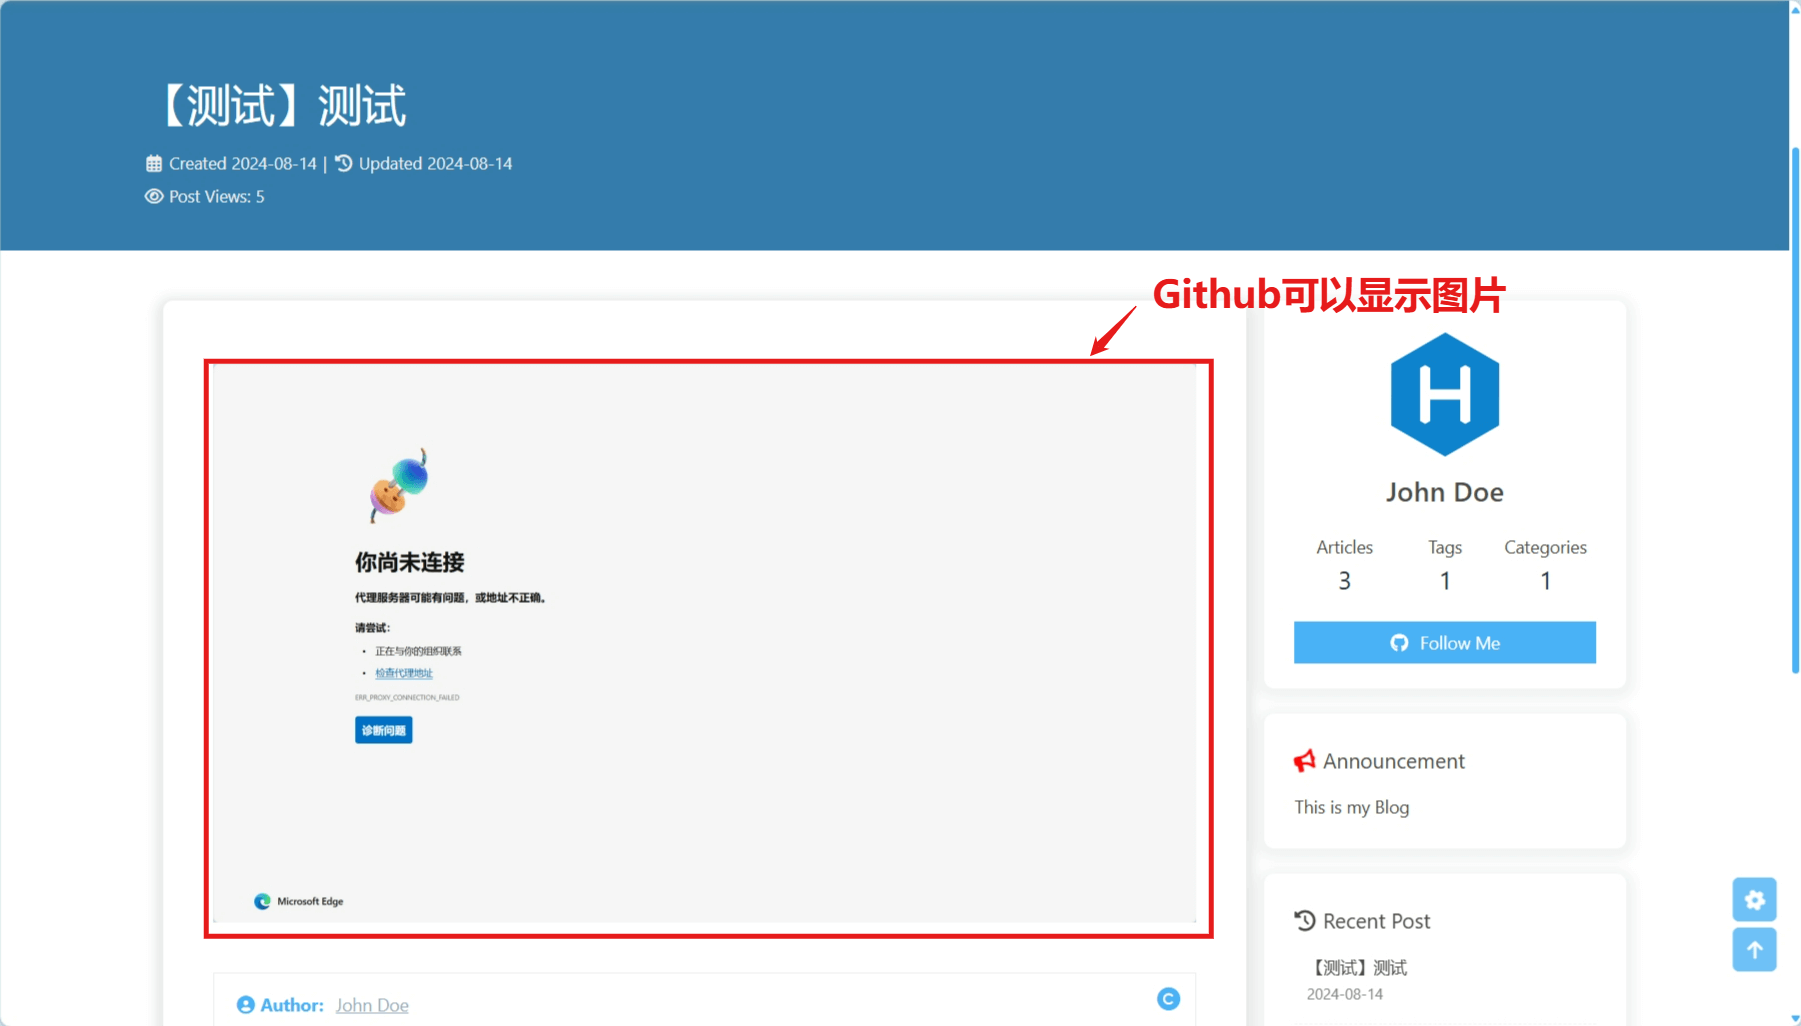 【测试】测试
Created 2024-08-14 | Updated 2024-08-14
Post Views: 5
Github可以显示图片
你尚未连接
代理服务器可能有问题，或地址不正确。
请尝试：
• 正在与你的组织联系
• 检查代理地址
ERR_PROXY_CONNECTION_FAILED
诊断问题
Microsoft Edge
Author: John Doe
C
H
John Doe
Articles Tags Categories
3 1 1
Follow Me
Announcement
This is my Blog
Recent Post
【测试】测试
2024-08-14